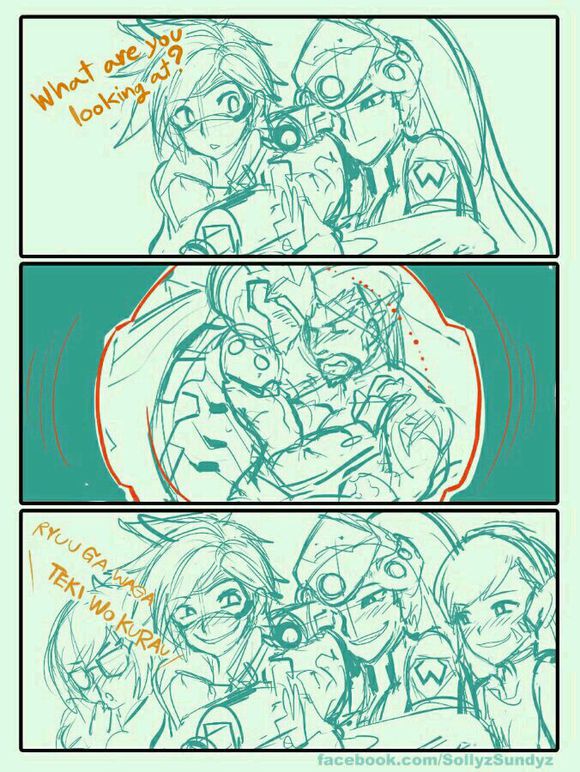 What are you
looking at?
RYUU GA WAGA
TEKI WO KURAU!
facebook.com/SollyzSundyz